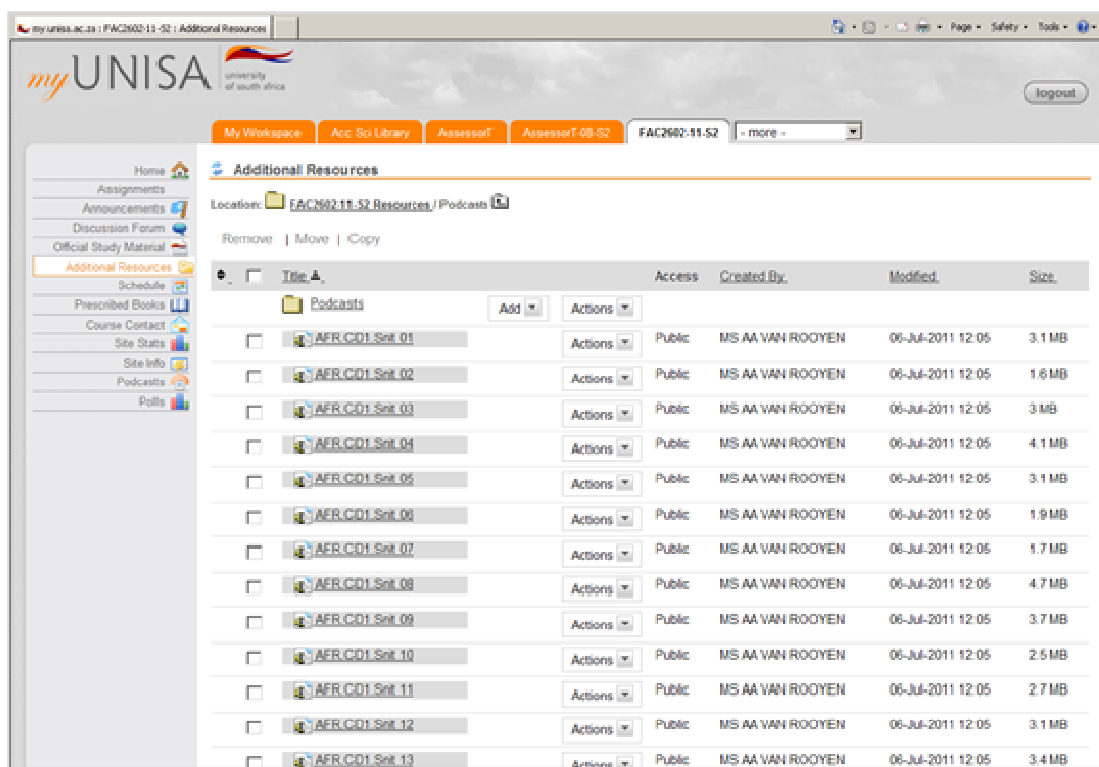 my.unisa.ac.za : FAC2602-11-S2 : Additional Resources
Page Safety Tools
myUNISA university of south africa
logout
My Workspace Acc Sci Library AssessorT AssessorT-0B-S2 FAC2602-11-S2 - more -
Home
Assignments
Announcements
Discussion Forum
Official Study Material
Additional Resources
Schedule
Prescribed Books
Course Contact
Site Stats
Site Info
Podcasts
Polls
Additional Resources
Location: FAC2602-11-S2 Resources / Podcasts
Remove | Move | Copy
Title Access Created By Modified Size
Podcasts Add Actions
AFR.CD1.Snit 01 Actions Public MS AA VAN ROOYEN 06-Jul-2011 12:05 3.1 MB
AFR.CD1.Snit 02 Actions Public MS AA VAN ROOYEN 06-Jul-2011 12:05 1.6 MB
AFR.CD1.Snit 03 Actions Public MS AA VAN ROOYEN 06-Jul-2011 12:05 3 MB
AFR.CD1.Snit 04 Actions Public MS AA VAN ROOYEN 06-Jul-2011 12:05 4.1 MB
AFR.CD1.Snit 05 Actions Public MS AA VAN ROOYEN 06-Jul-2011 12:05 3.1 MB
AFR.CD1.Snit 06 Actions Public MS AA VAN ROOYEN 06-Jul-2011 12:05 1.9 MB
AFR.CD1.Snit 07 Actions Public MS AA VAN ROOYEN 06-Jul-2011 12:05 1.7 MB
AFR.CD1.Snit 08 Actions Public MS AA VAN ROOYEN 06-Jul-2011 12:05 4.7 MB
AFR.CD1.Snit 09 Actions Public MS AA VAN ROOYEN 06-Jul-2011 12:05 3.7 MB
AFR.CD1.Snit 10 Actions Public MS AA VAN ROOYEN 06-Jul-2011 12:05 2.5 MB
AFR.CD1.Snit 11 Actions Public MS AA VAN ROOYEN 06-Jul-2011 12:05 2.7 MB
AFR.CD1.Snit 12 Actions Public MS AA VAN ROOYEN 06-Jul-2011 12:05 3.1 MB
AFR.CD1.Snit 13 Actions Public MS AA VAN ROOYEN 06-Jul-2011 12:05 3.4 MB